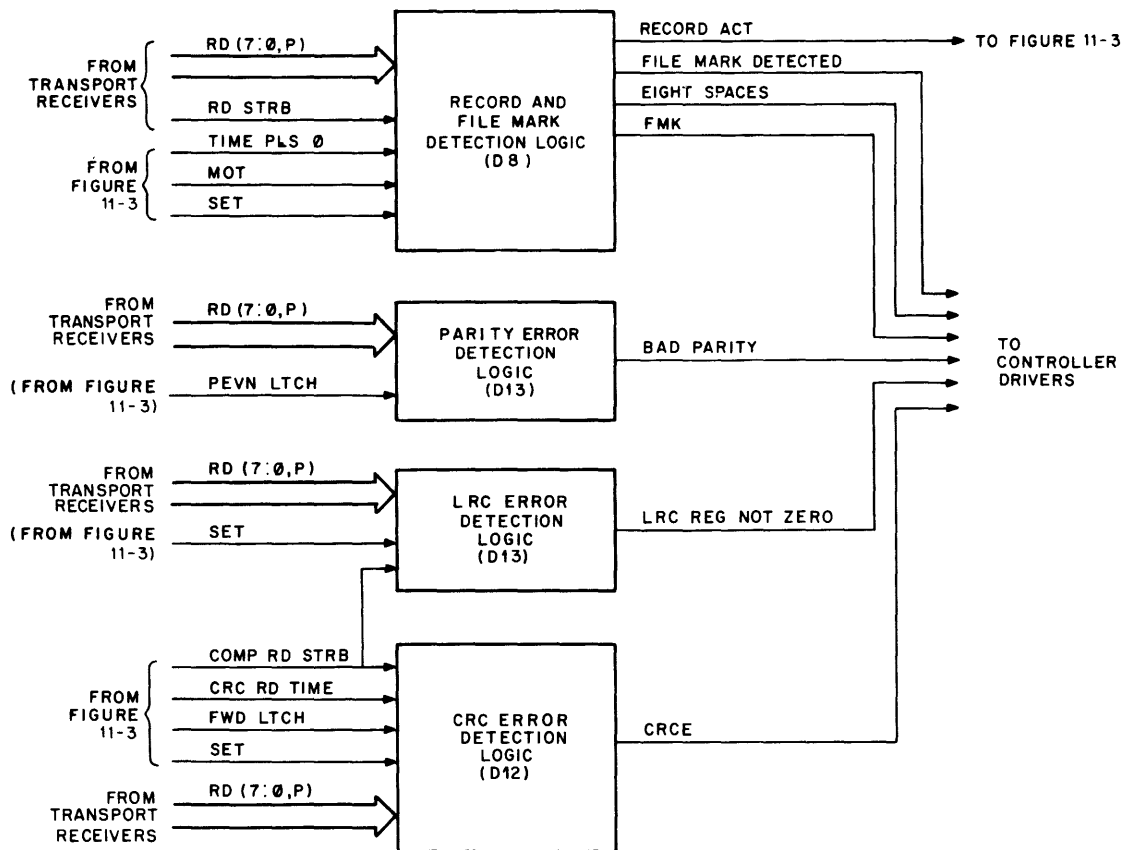 RD (7:0,P)
FROM
TRANSPORT
RECEIVERS
RD STRB
TIME PLS 0
FROM
FIGURE
11-3
MOT
SET
RECORD AND
FILE MARK
DETECTION LOGIC
(D8)
RECORD ACT
TO FIGURE 11-3
FILE MARK DETECTED
EIGHT SPACES
FMK
FROM
TRANSPORT
RECEIVERS
RD (7:0,P)
(FROM FIGURE
11-3)
PEVN LTCH
PARITY ERROR
DETECTION
LOGIC
(D13)
BAD PARITY
TO
CONTROLLER
DRIVERS
FROM
TRANSPORT
RECEIVERS
RD (7:0,P)
(FROM FIGURE
11-3)
SET
LRC ERROR
DETECTION
LOGIC
(D13)
LRC REG NOT ZERO
COMP RD STRB
FROM
FIGURE
11-3
CRC RD TIME
FWD LTCH
SET
FROM
TRANSPORT
RECEIVERS
RD (7:0,P)
CRC ERROR
DETECTION
LOGIC
(D12)
CRCE